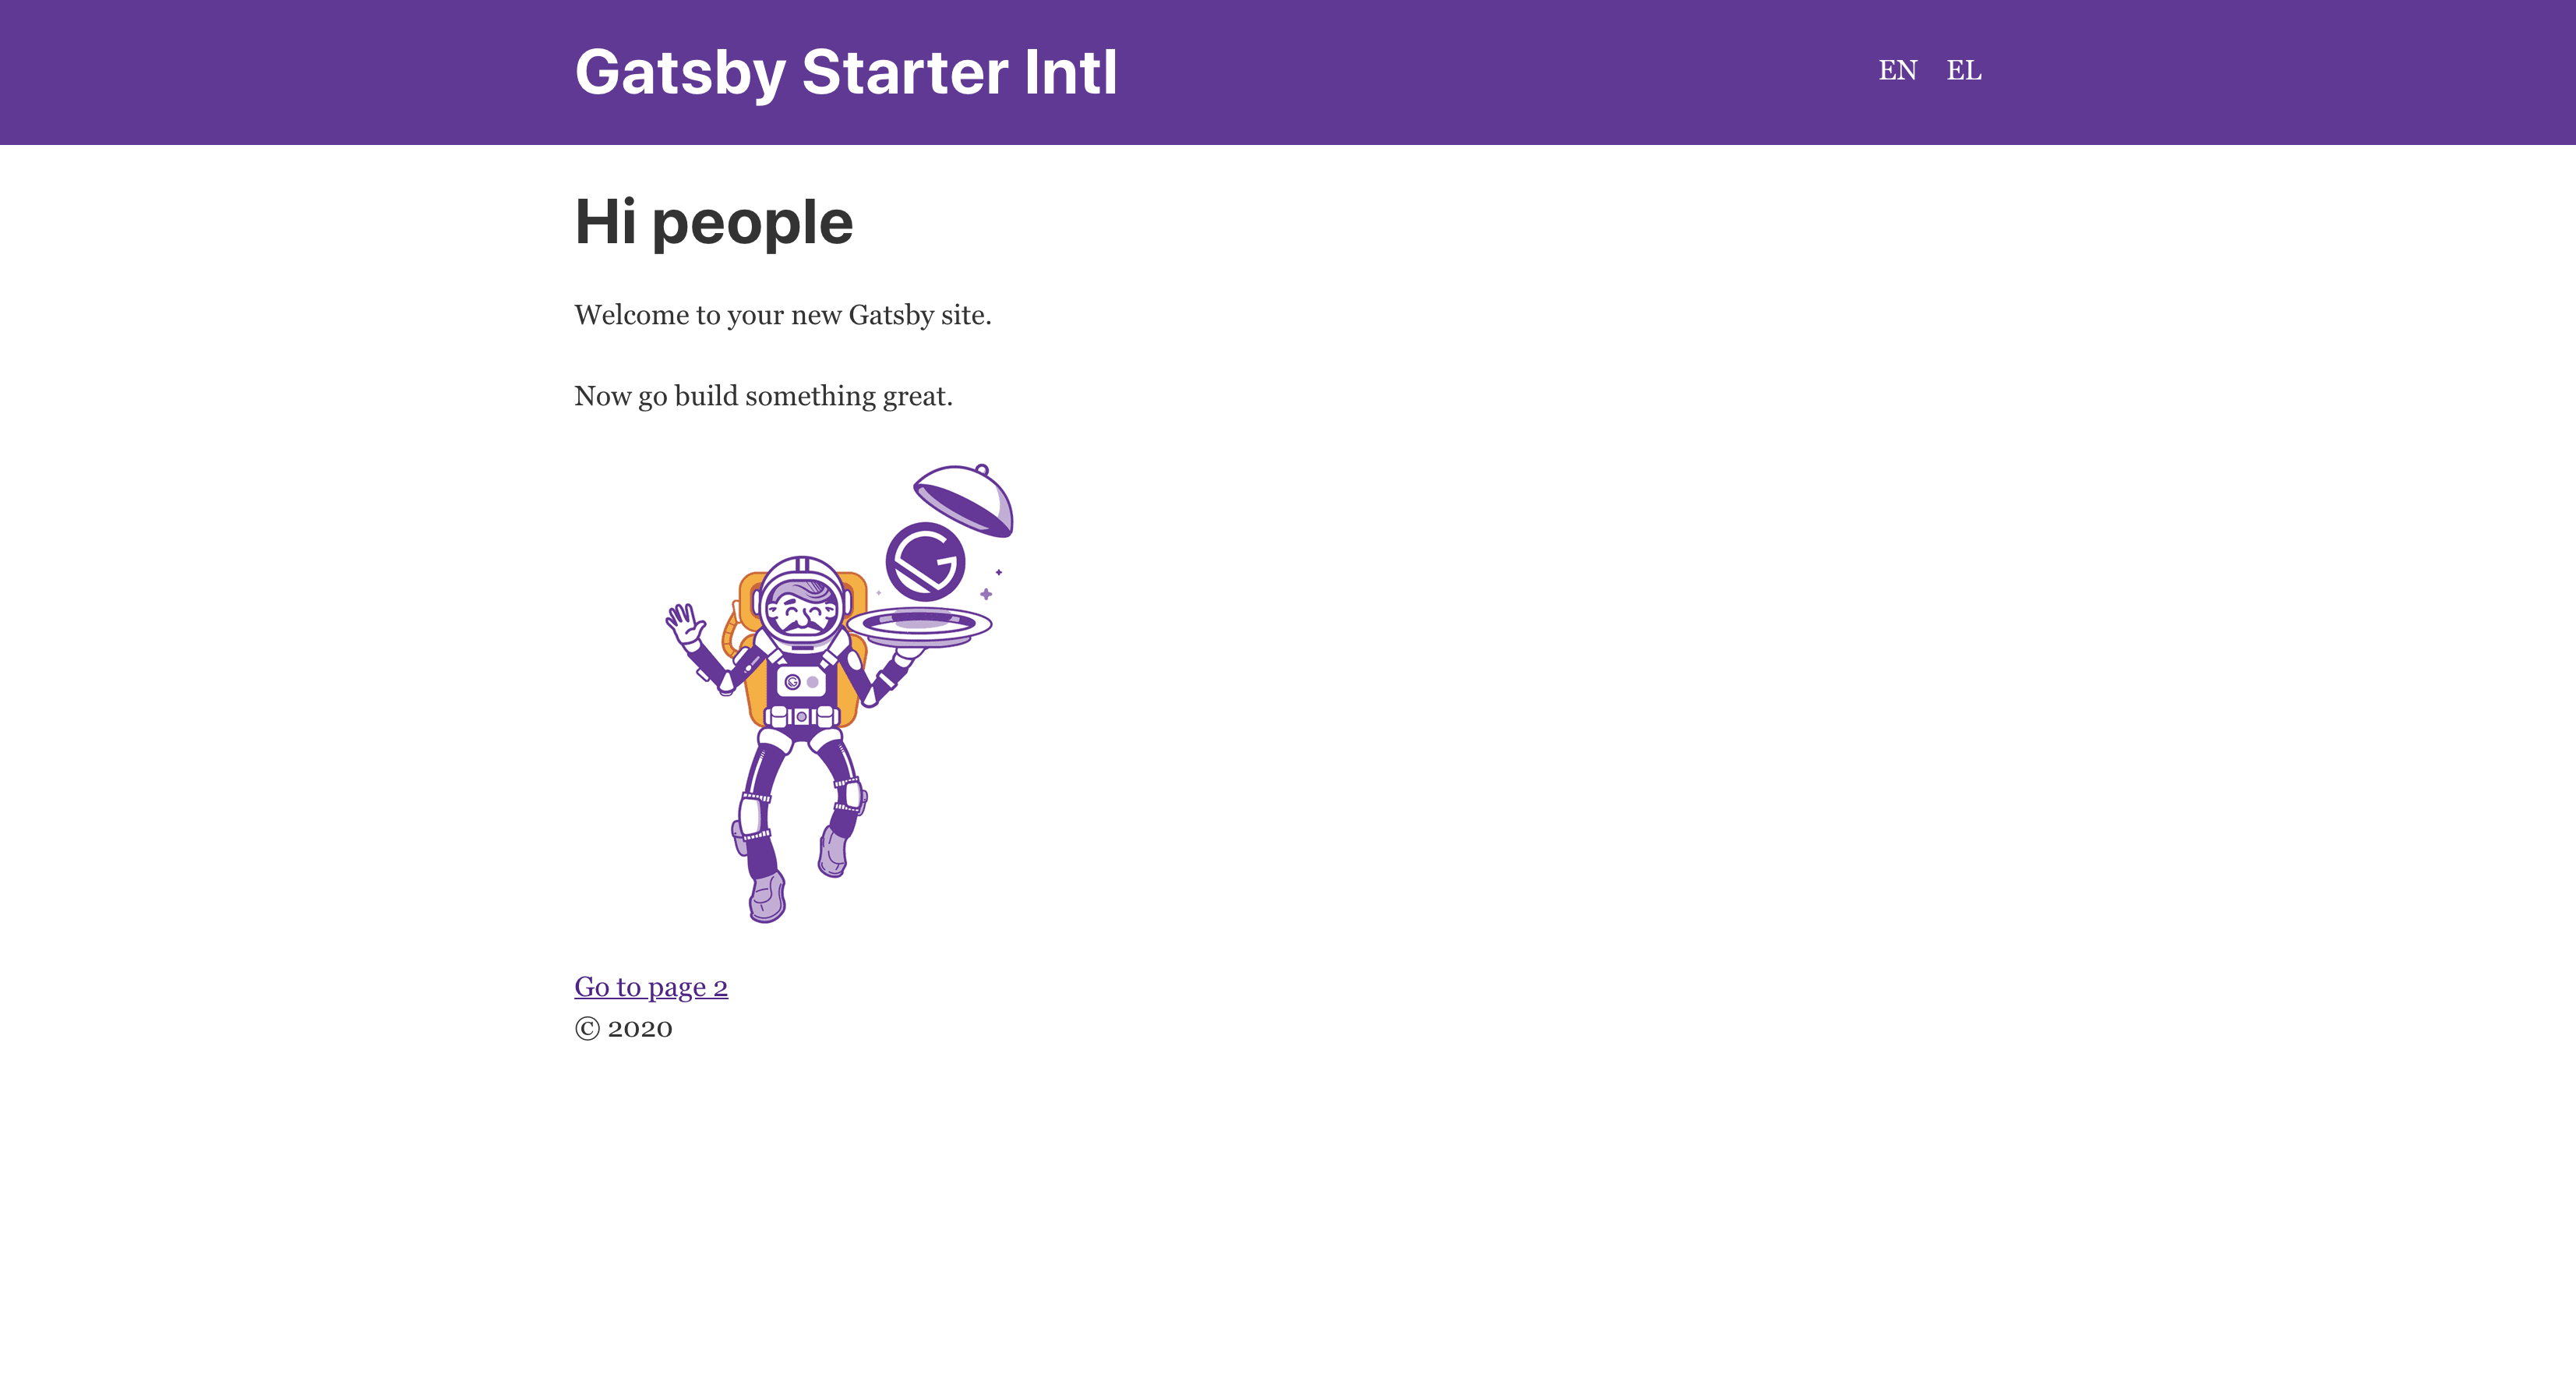 Gatsby Starter Intl
EN EL
Hi people
Welcome to your new Gatsby site.
Now go build something great.
Go to page 2
© 2020